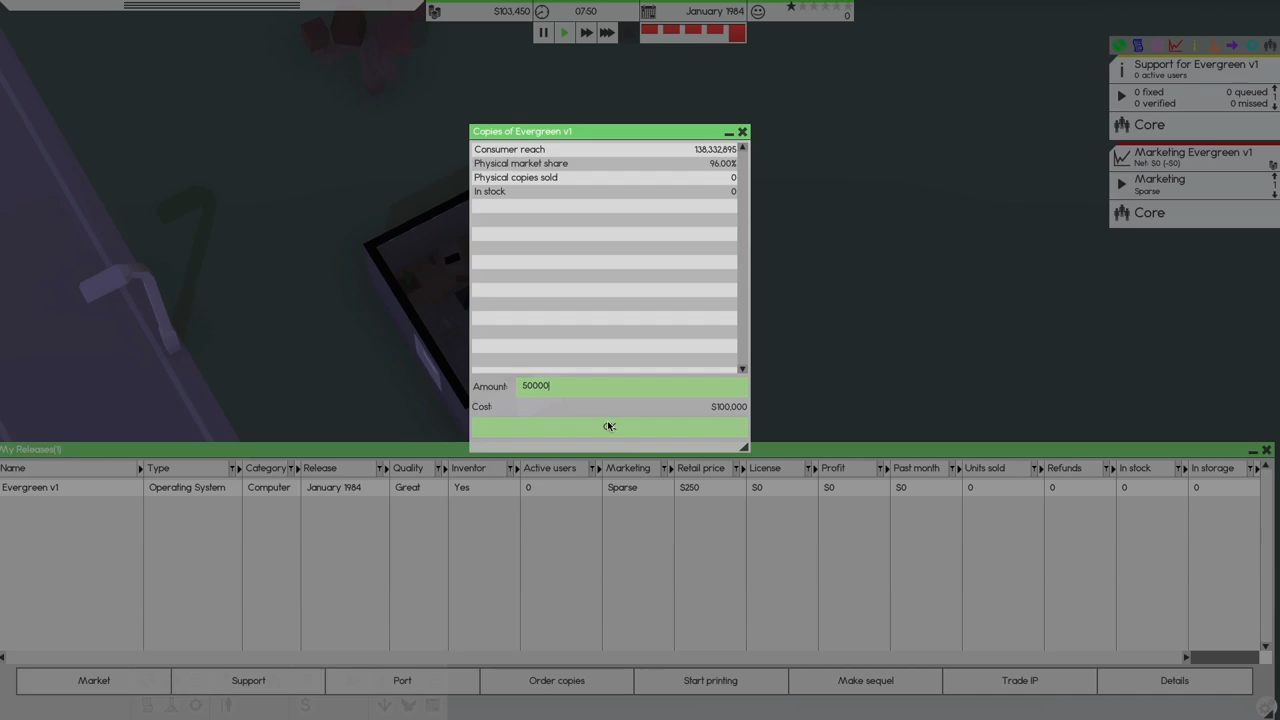 $103,450
07:50
January 1984
0
Support for Evergreen v1
0 active users
0 fixed 0 queued
0 verified 0 missed
1
Core
Marketing Evergreen v1
Net: $0 (-$0)
Marketing
Sparse
1
Core
Copies of Evergreen v1
Consumer reach 138,332,895
Physical market share 96.00%
Physical copies sold 0
In stock 0
Amount: 50000
Cost: $100,000
My Releases(1)
Name Type Category Release Quality Inventor Active users Marketing Retail price License Profit Past month Units sold Refunds In stock In storage
Evergreen v1 Operating System Computer January 1984 Great Yes 0 Sparse $250 $0 $0 $0 0 0 0 0
Market Support Port Order copies Start printing Make sequel Trade IP Details